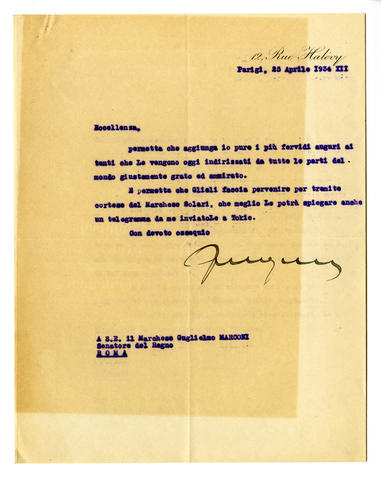 12, Rue Halévy
Parigi, 25 Aprile 1934 XII
Eccellenza,
permetta che aggiunga io pure i più fervidi auguri ai
tanti che Le vengono oggi indirizzati da tutte le parti del
mondo giustamente grato ed ammirato.
E permetta che Glieli faccia pervenire per tramite
cortese del Marchese Solari, che meglio Le potrà spiegare anche
un telegramma da me inviatoLe a Tokio.
Con devoto ossequio
A S.E. il Marchese Guglielmo MARCONI
Senatore del Regno
ROMA